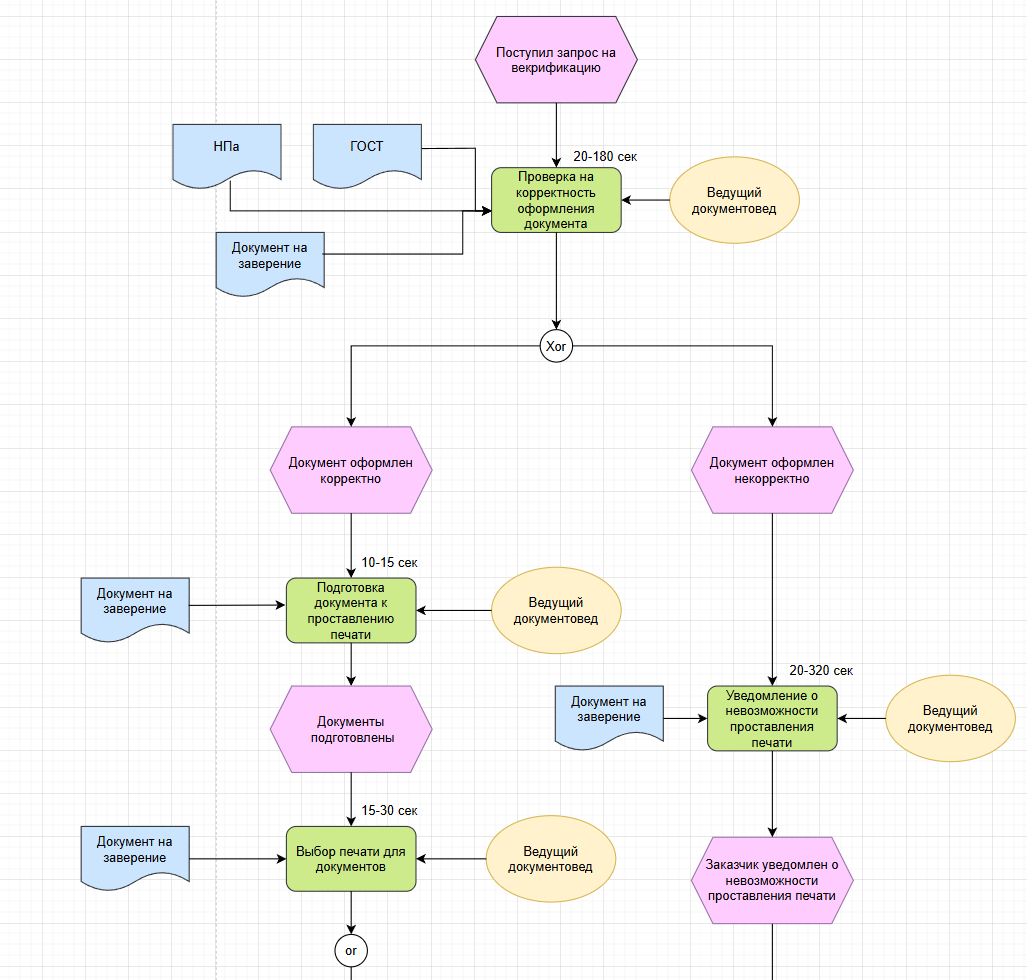 Поступил запрос на
векрификацию
НПа
ГОСТ
20-180 сек
Проверка на
корректность
оформления
документа
Ведущий
документовед
Документ на
заверение
Xor
Документ оформлен
корректно
Документ оформлен
некорректно
10-15 сек
Документ на
заверение
Подготовка
документа к
проставлению
печати
Ведущий
документовед
20-320 сек
Документы
подготовлены
Документ на
заверение
Уведомление о
невозможности
проставления
печати
Ведущий
документовед
15-30 сек
Документ на
заверение
Выбор печати для
документов
Ведущий
документовед
Заказчик уведомлен о
невозможности
проставления печати
or